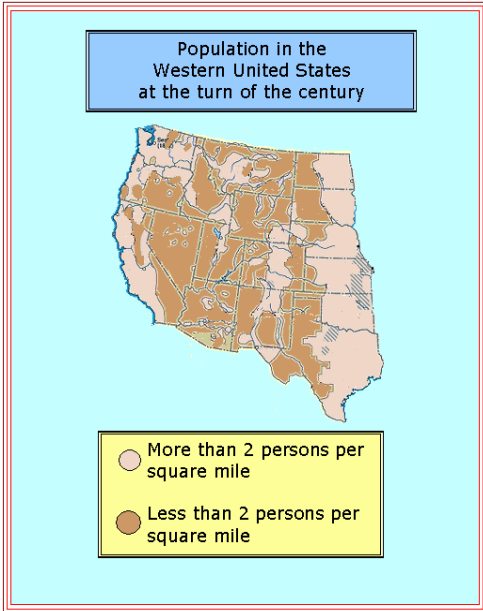 Population in the
Western United States
at the turn of the century
More than 2 persons per
square mile
Less than 2 persons per
square mile